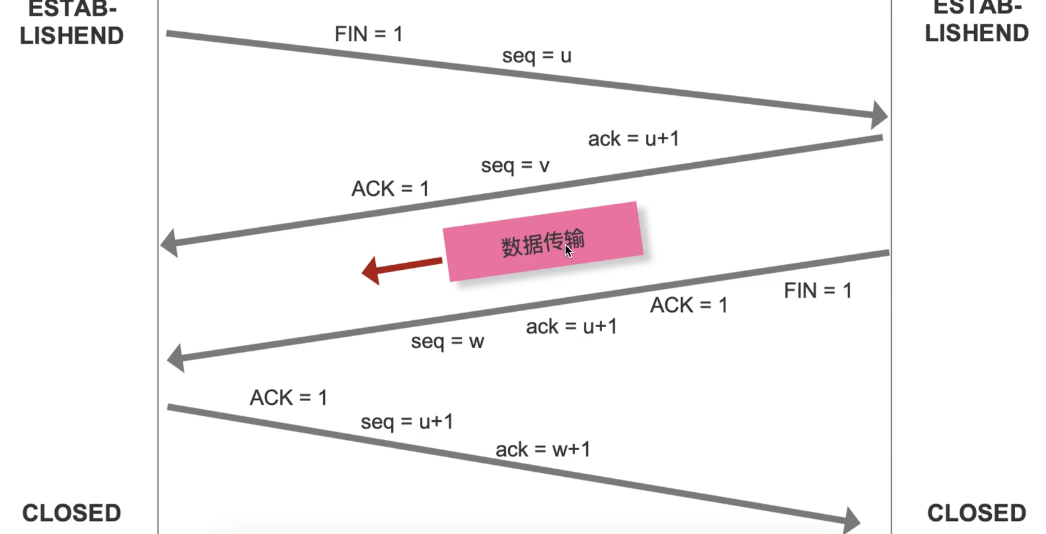 ESTAB-
LISHEND
ESTAB-
LISHEND
FIN = 1
seq = u
ack = u+1
seq = v
ACK = 1
数据传输
FIN = 1
ACK = 1
ack = u+1
seq = w
ACK = 1
seq = u+1
ack = w+1
CLOSED
CLOSED